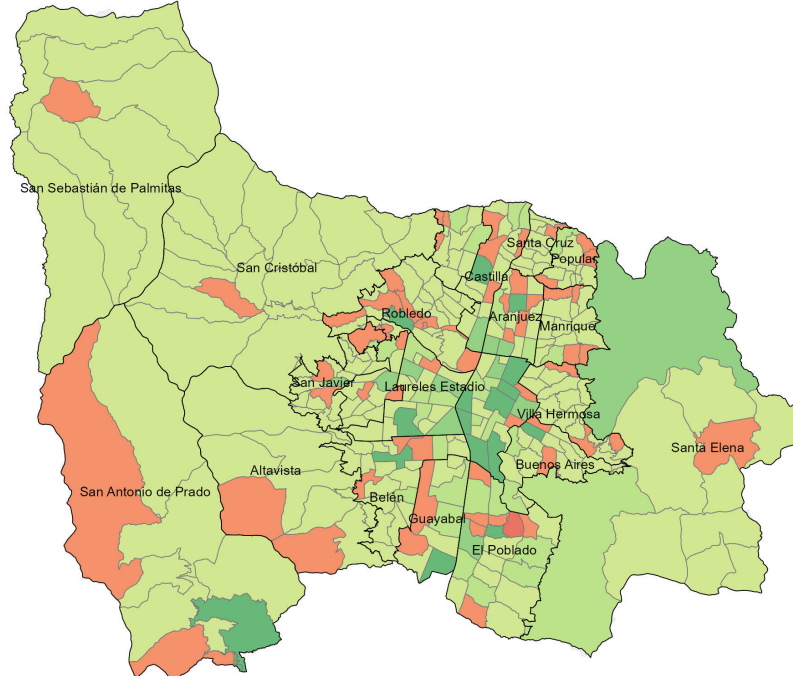 San Sebastián de Palmitas
San Cristóbal
Santa Cruz
Popular
Castilla
Robledo
Aranjuez
Manrique
San Javier
Laureles Estadio
Villa Hermosa
Santa Elena
Altavista
Buenos Aires
San Antonio de Prado
Belén
Guayabal
El Poblado